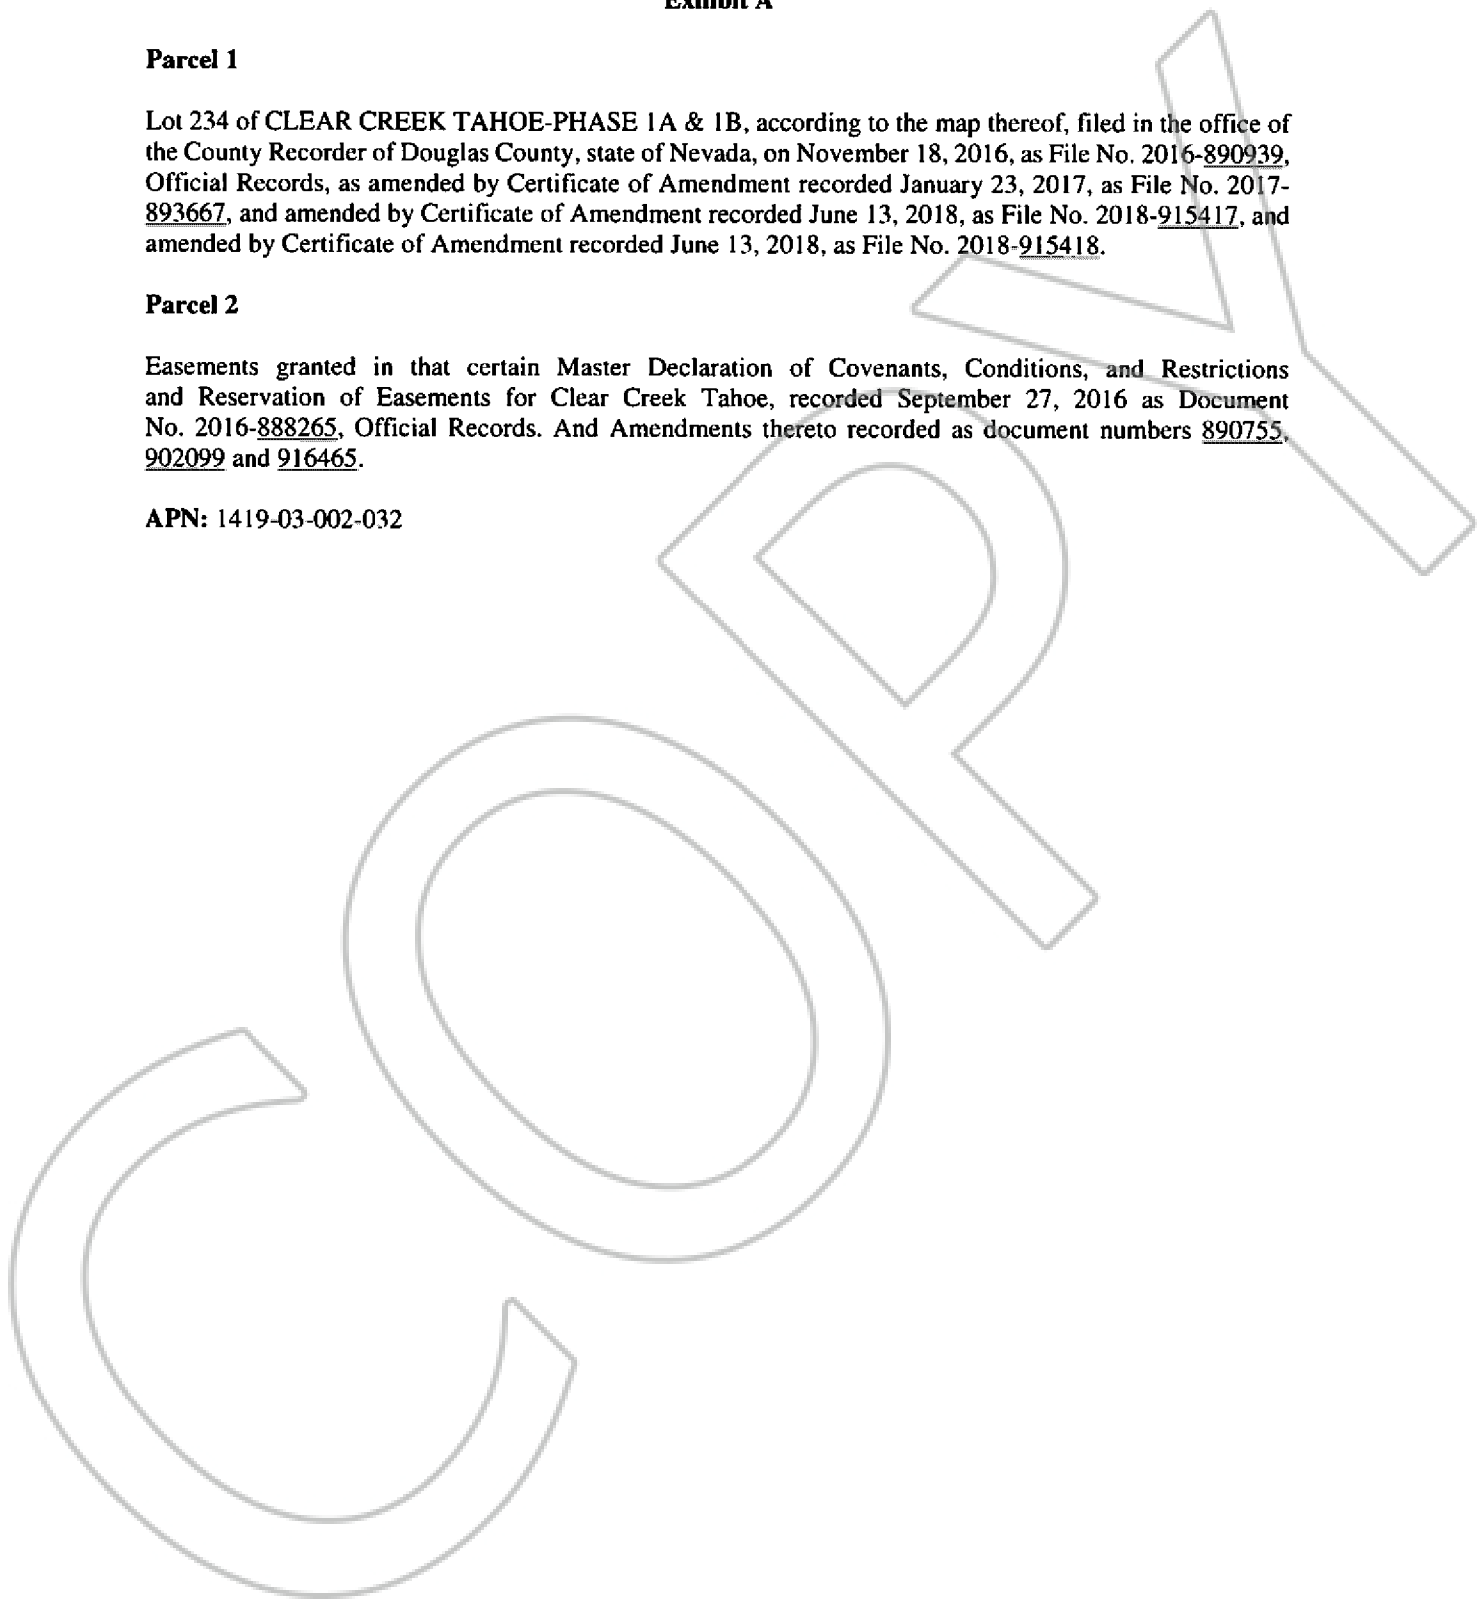 Exhibit A
Parcel 1
Lot 234 of CLEAR CREEK TAHOE-PHASE 1A & 1B, according to the map thereof, filed in the office of
the County Recorder of Douglas County, state of Nevada, on November 18, 2016, as File No. 2016-890939,
Official Records, as amended by Certificate of Amendment recorded January 23, 2017, as File No. 2017-
893667, and amended by Certificate of Amendment recorded June 13, 2018, as File No. 2018-915417, and
amended by Certificate of Amendment recorded June 13, 2018, as File No. 2018-915418.
Parcel 2
Easements granted in that certain Master Declaration of Covenants, Conditions, and Restrictions
and Reservation of Easements for Clear Creek Tahoe, recorded September 27, 2016 as Document
No. 2016-888265, Official Records. And Amendments thereto recorded as document numbers 890755,
902099 and 916465.
APN: 1419-03-002-032
COPY